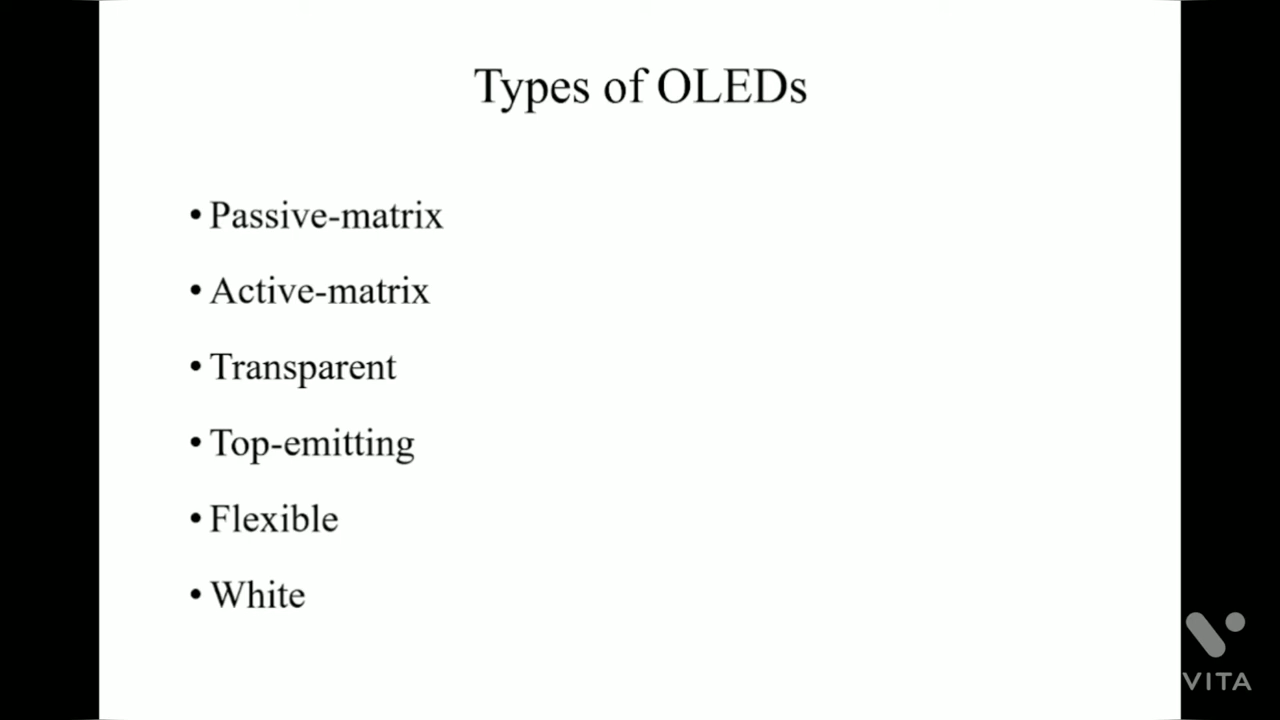 Types of OLEDs
• Passive-matrix
• Active-matrix
• Transparent
• Top-emitting
• Flexible
• White
VITA